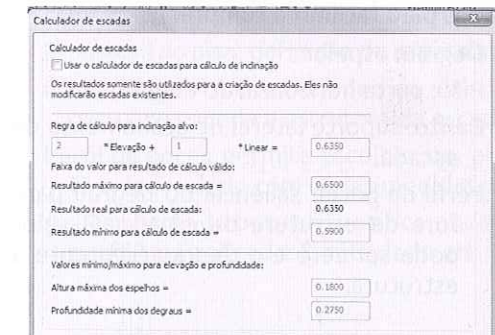 Calculador de escadas
Calculador de escadas
Usar o calculador de escadas para cálculo de inclinação
Os resultados somente são utilizados para a criação de escadas. Eles não
modificarão escadas existentes.
Regra de cálculo para inclinação alvo:
2 * Elevação + 1 * Linear = 0.6350
Faixa do valor para resultado de cálculo válido:
Resultado máximo para cálculo de escada = 0.6500
Resultado real para cálculo de escada: 0.6350
Resultado mínimo para cálculo de escada = 0.5900
Valores mínimo/máximo para elevação e profundidade:
Altura máxima dos espelhos = 0.1800
Profundidade mínima dos degraus = 0.2750